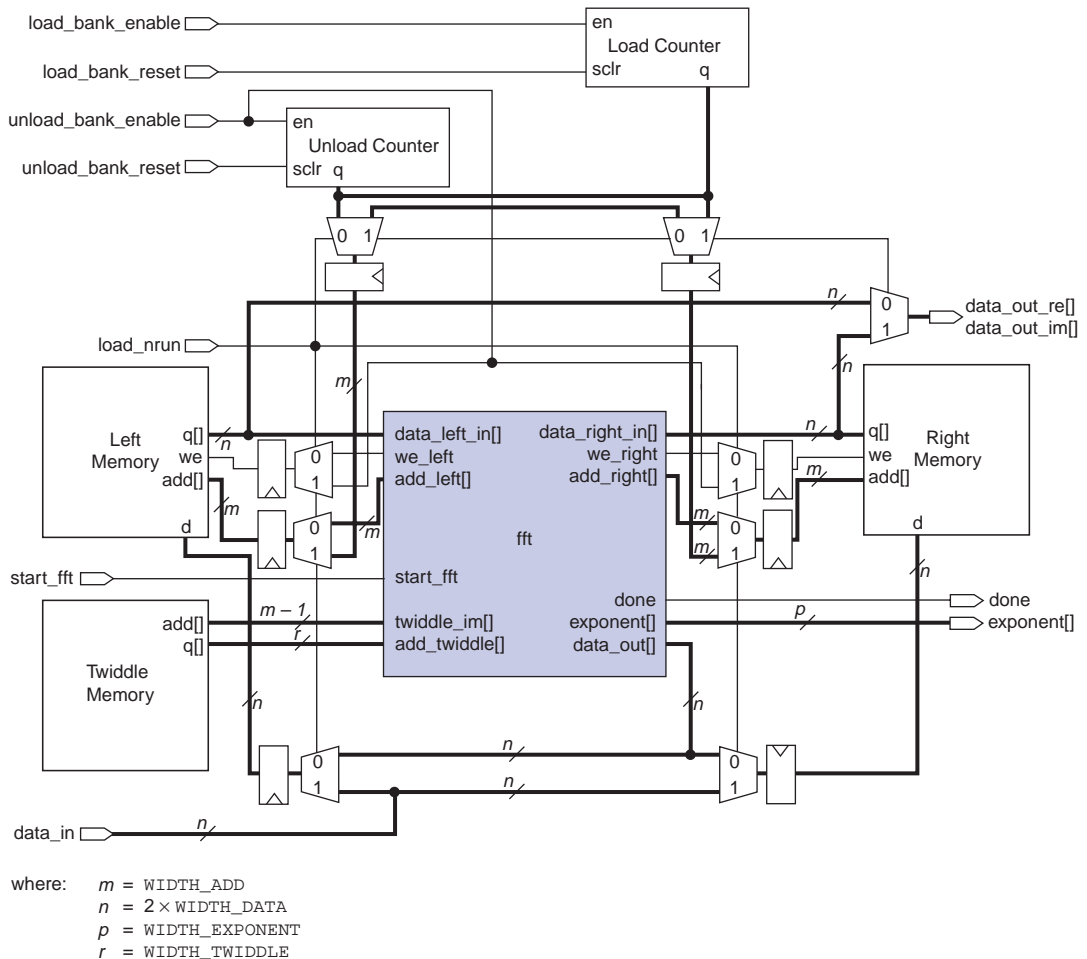 load_bank_enable
en
Load Counter
load_bank_reset
sclr q
unload_bank_enable
en
Unload Counter
unload_bank_reset
sclr q
0 1
0 1
n
0
1
data_out_re[]
data_out_im[]
load_nrun
m
n
Left
Memory
q[]
we
add[]
d
n
m
0
1
0
1
m
data_left_in[]
we_left
add_left[]
data_right_in[]
we_right
add_right[]
fft
start_fft
twiddle_im[]
add_twiddle[]
done
exponent[]
data_out[]
n
m
m
0
1
0
1
m
q[]
we
add[]
d
Right
Memory
n
start_fft
done
p
exponent[]
add[]
q[]
Twiddle
Memory
m – 1
r
n
n
0
1
n
n
0
1
data_in
n
where: m = WIDTH_ADD
n = 2 × WIDTH_DATA
p = WIDTH_EXPONENT
r = WIDTH_TWIDDLE